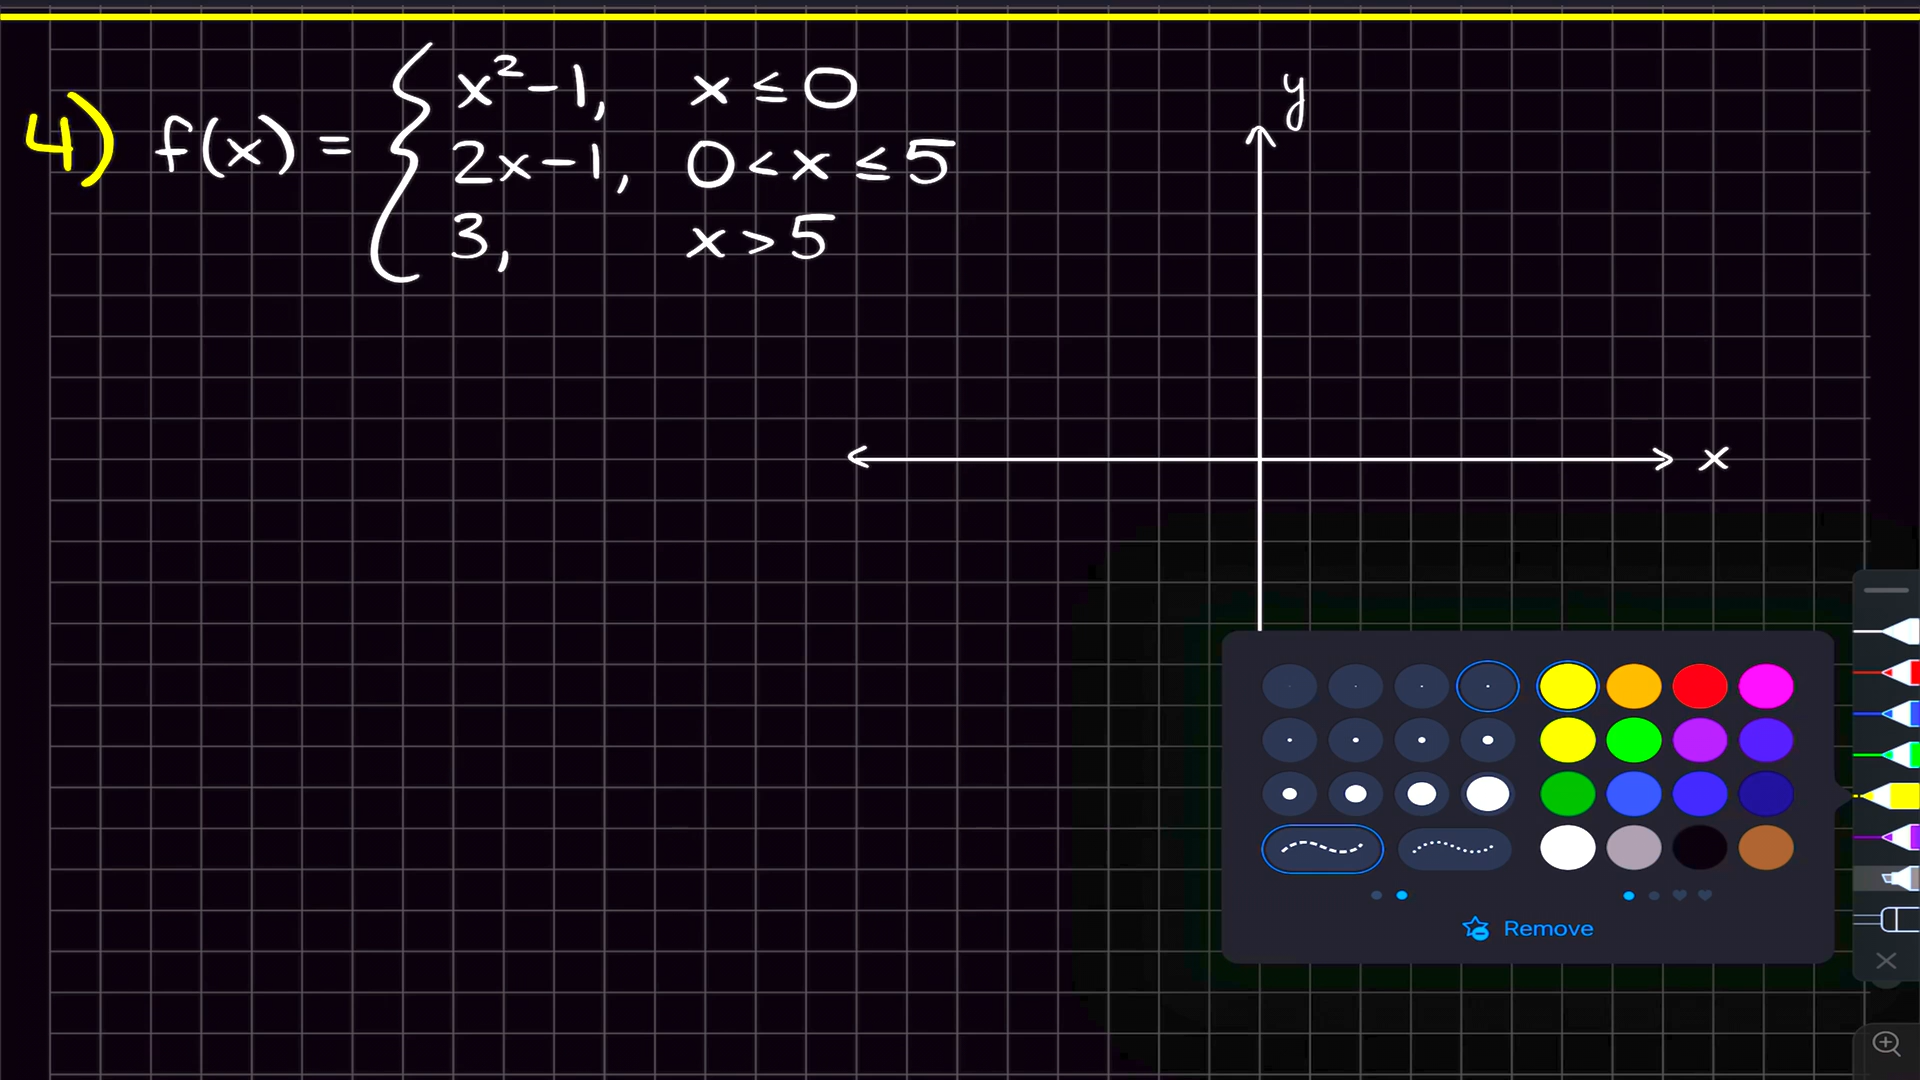 4) f(x) = { x² - 1, x ≤ 0
2x - 1, 0 < x ≤ 5
3, x > 5
y
x
Remove